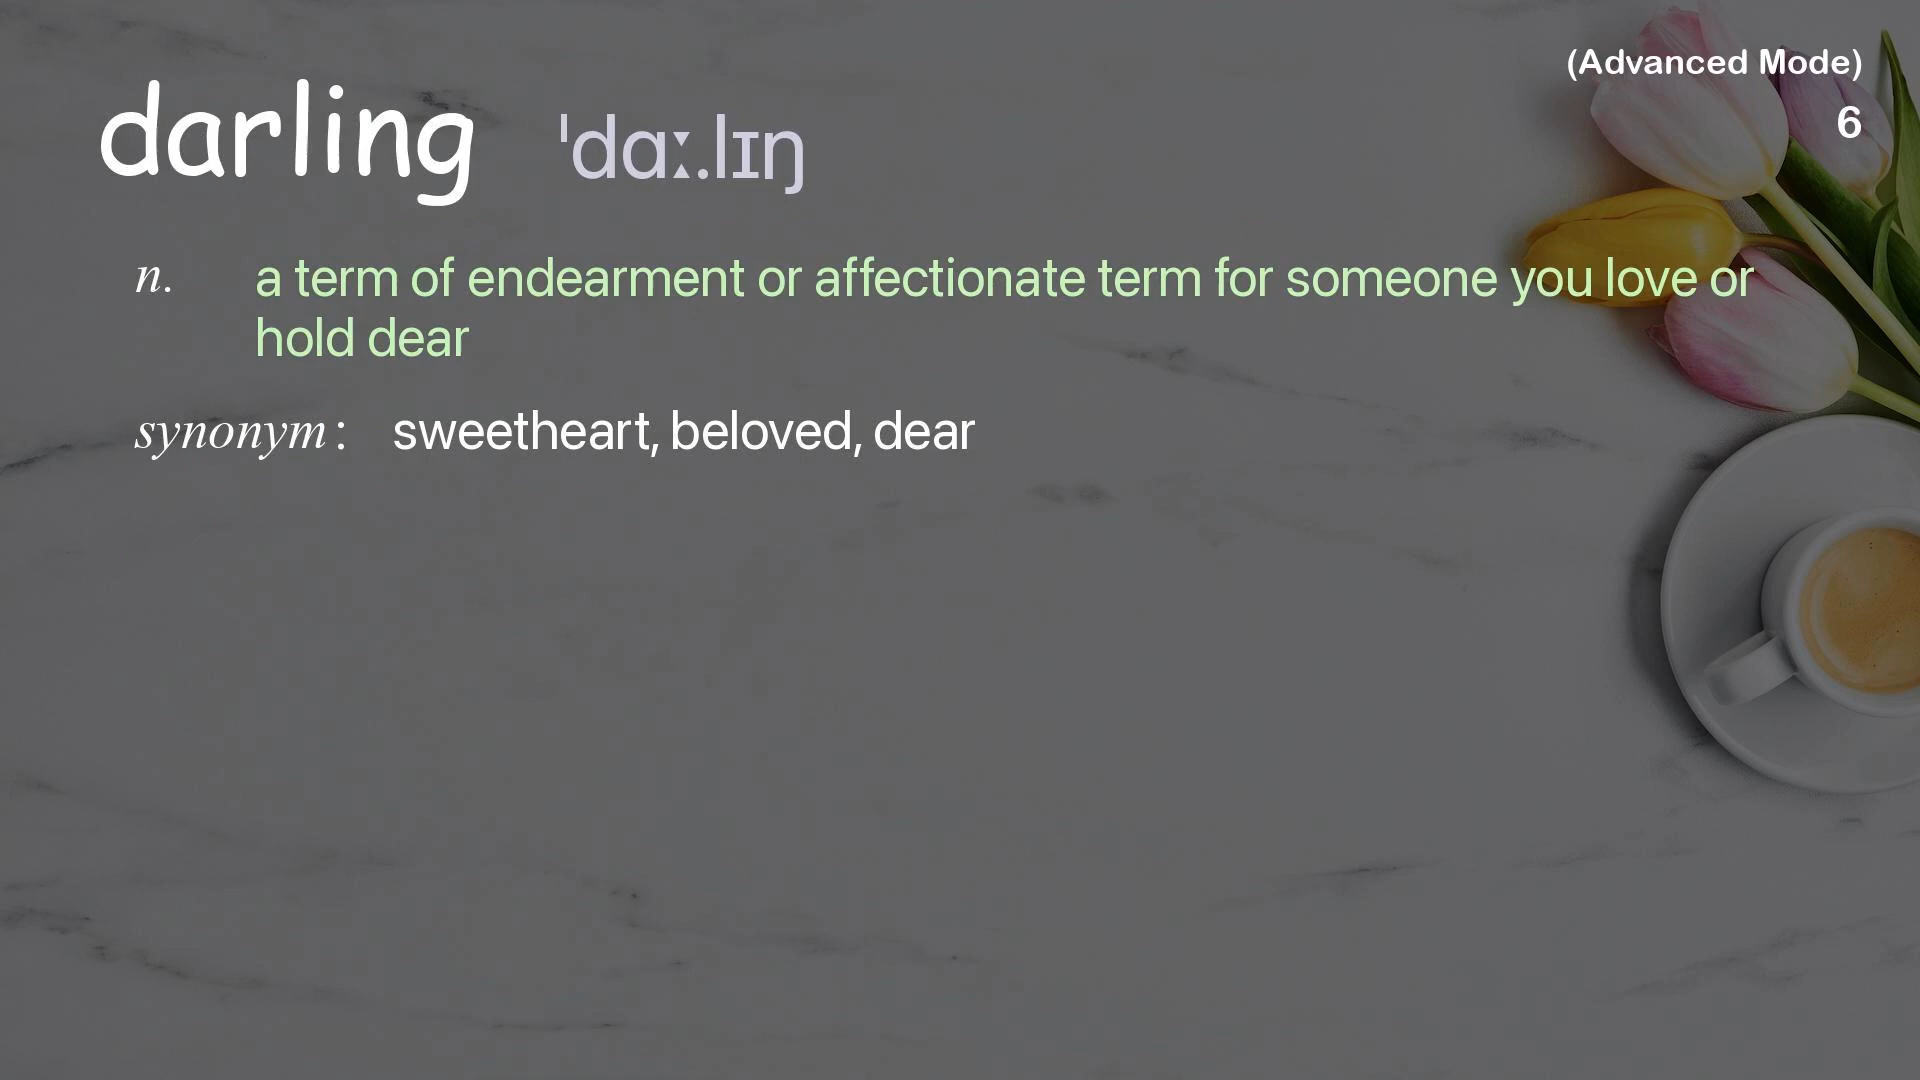 (Advanced Mode)
6
darling ˈdɑː.lɪŋ
n. a term of endearment or affectionate term for someone you love or
hold dear
synonym: sweetheart, beloved, dear